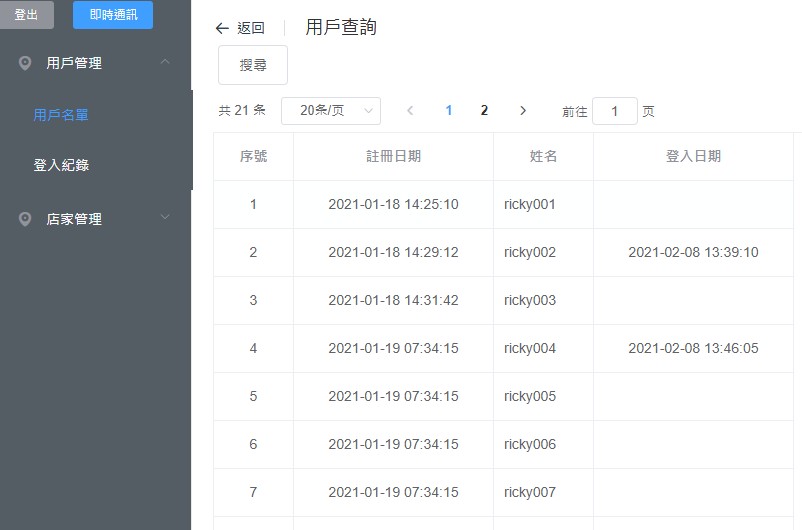 登出 即時通訊
用戶管理
用戶名單
登入紀錄
店家管理
返回 用戶查詢
搜尋
共 21 条 20条/页 1 2 前往 1 页
序號 註冊日期 姓名 登入日期
1 2021-01-18 14:25:10 ricky001
2 2021-01-18 14:29:12 ricky002 2021-02-08 13:39:10
3 2021-01-18 14:31:42 ricky003
4 2021-01-19 07:34:15 ricky004 2021-02-08 13:46:05
5 2021-01-19 07:34:15 ricky005
6 2021-01-19 07:34:15 ricky006
7 2021-01-19 07:34:15 ricky007